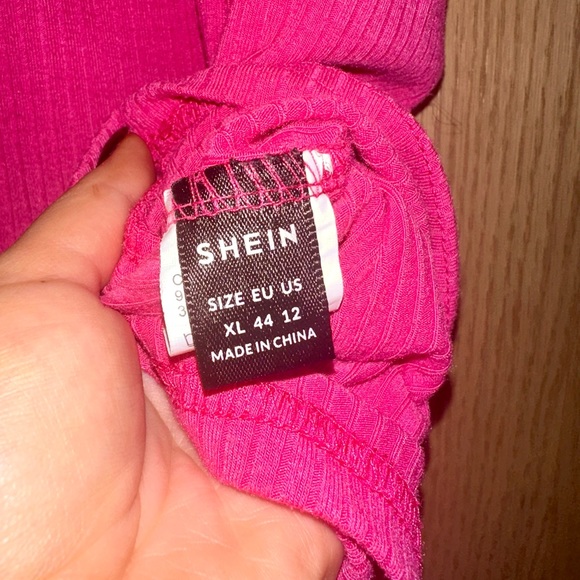 SHEIN
SIZE EU US
XL 44 12
MADE IN CHINA